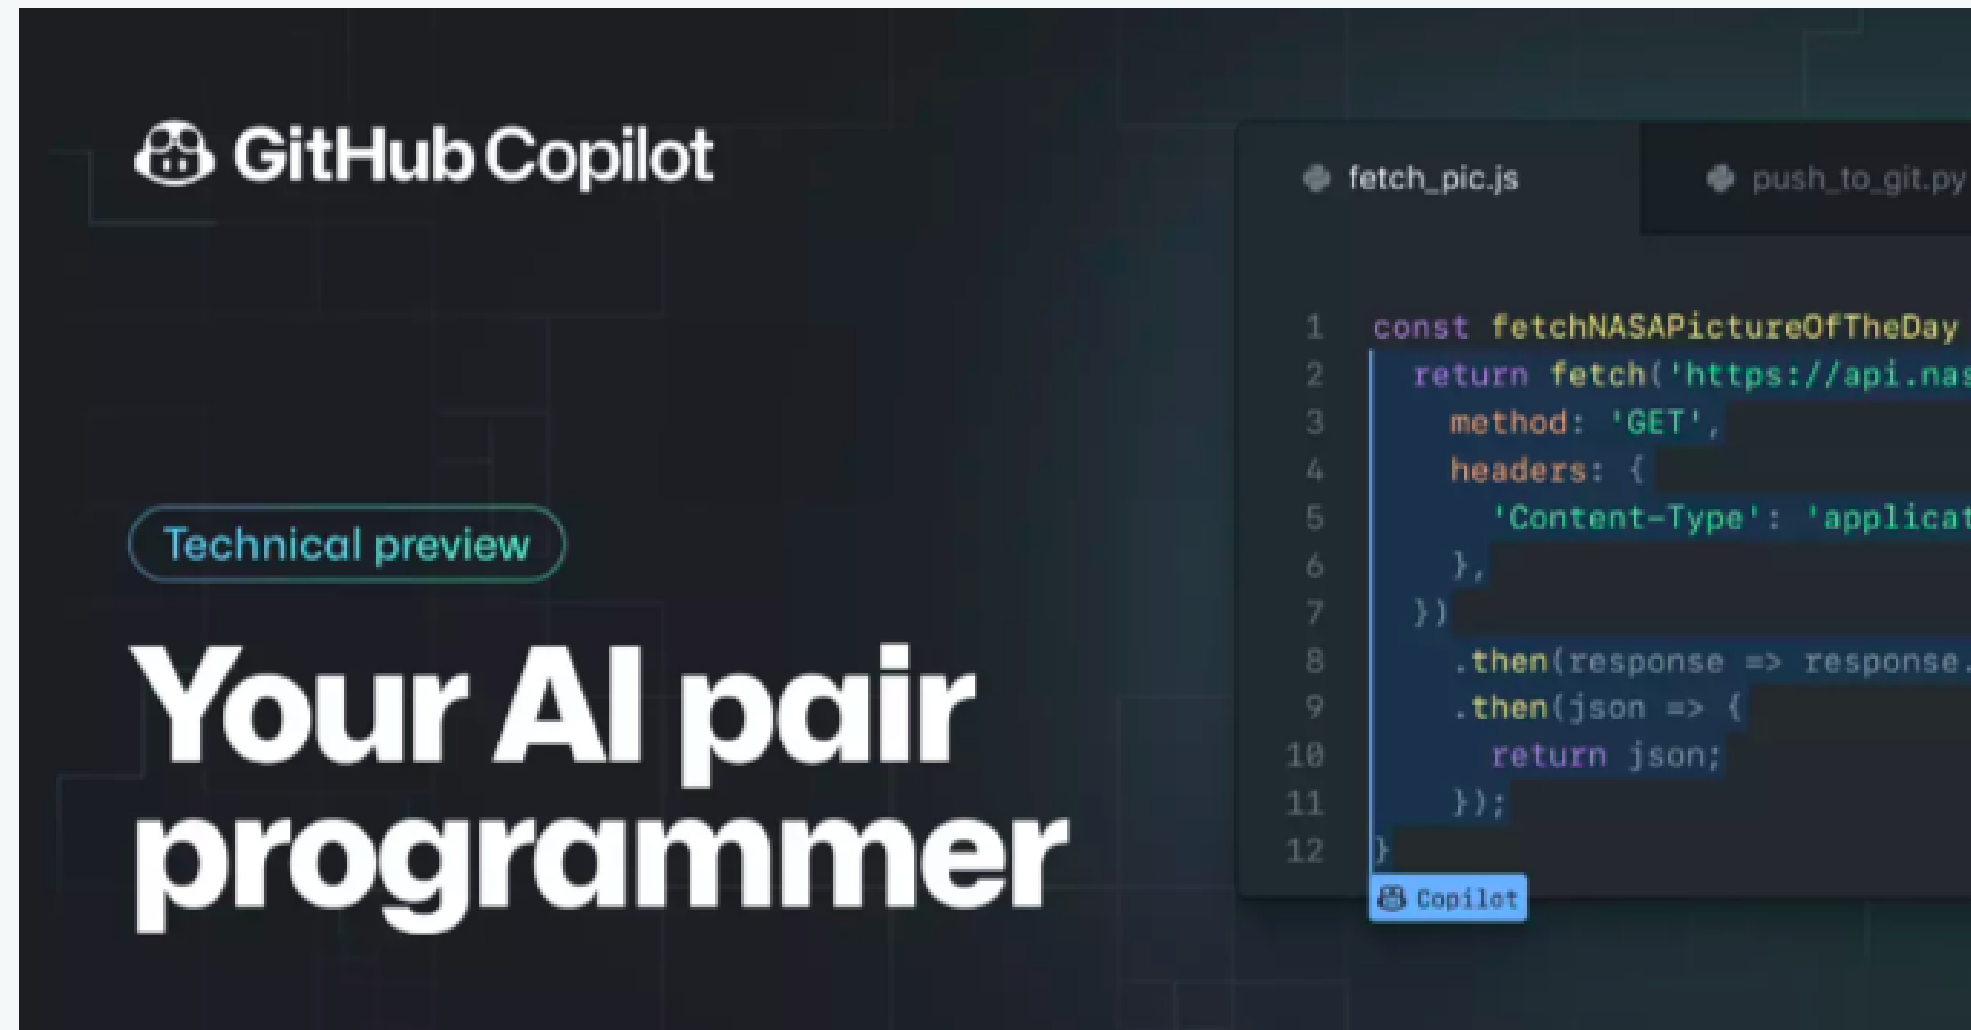 GitHub Copilot
Technical preview
Your AI pair
programmer
fetch_pic.js
push_to_git.py
1 const fetchNASAPictureOfTheDay
2 return fetch('https://api.nas
3 method: 'GET',
4 headers: {
5 'Content-Type': 'applicat
6 },
7 })
8 .then(response => response.
9 .then(json => {
10 return json;
11 });
12 }
Copilot